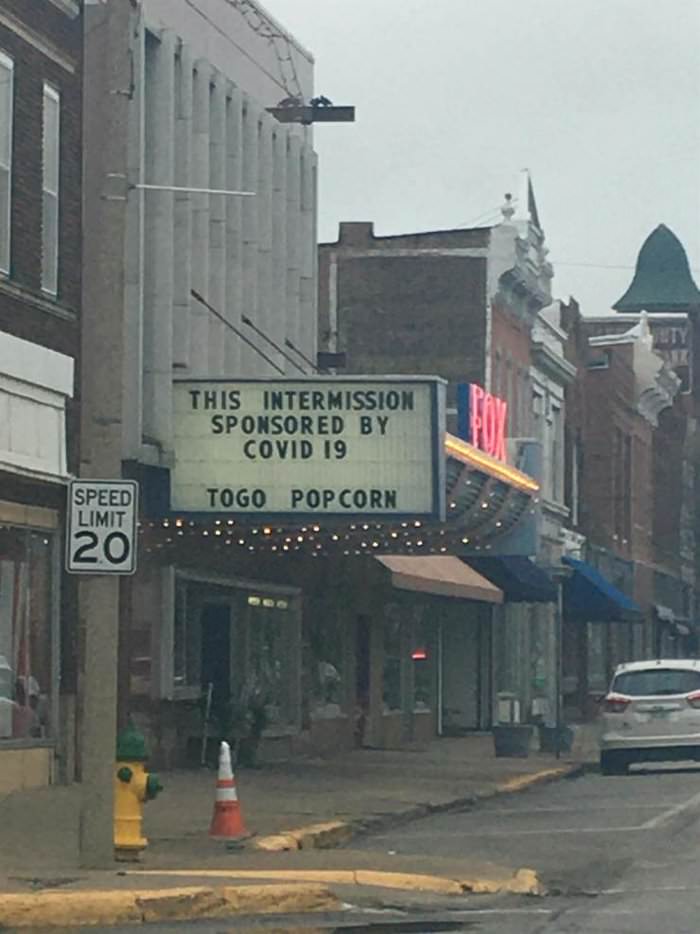 THIS INTERMISSION
SPONSORED BY
COVID 19
TOGO POPCORN
FOX
SPEED
LIMIT
20